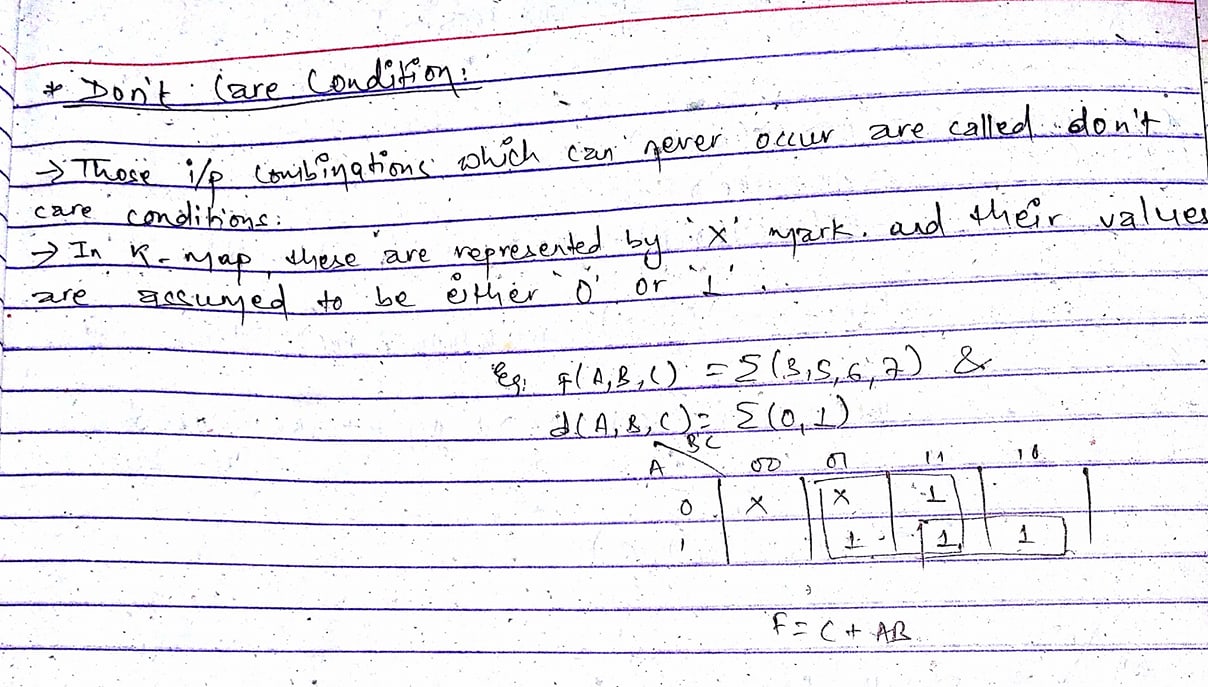 * Don't Care Condition:
→ Those i/p combinations which can never occur are called don't
care conditions.
→ In K-map these are represented by 'X' mark. and their values
are assumed to be either '0' or '1'.
Eg: F(A,B,C) = Σ(3,5,6,7) &
d(A,B,C) = Σ(0,1)
BC
A 00 01 11 10
0 X X 1
1 1 1 1
F = C + AB